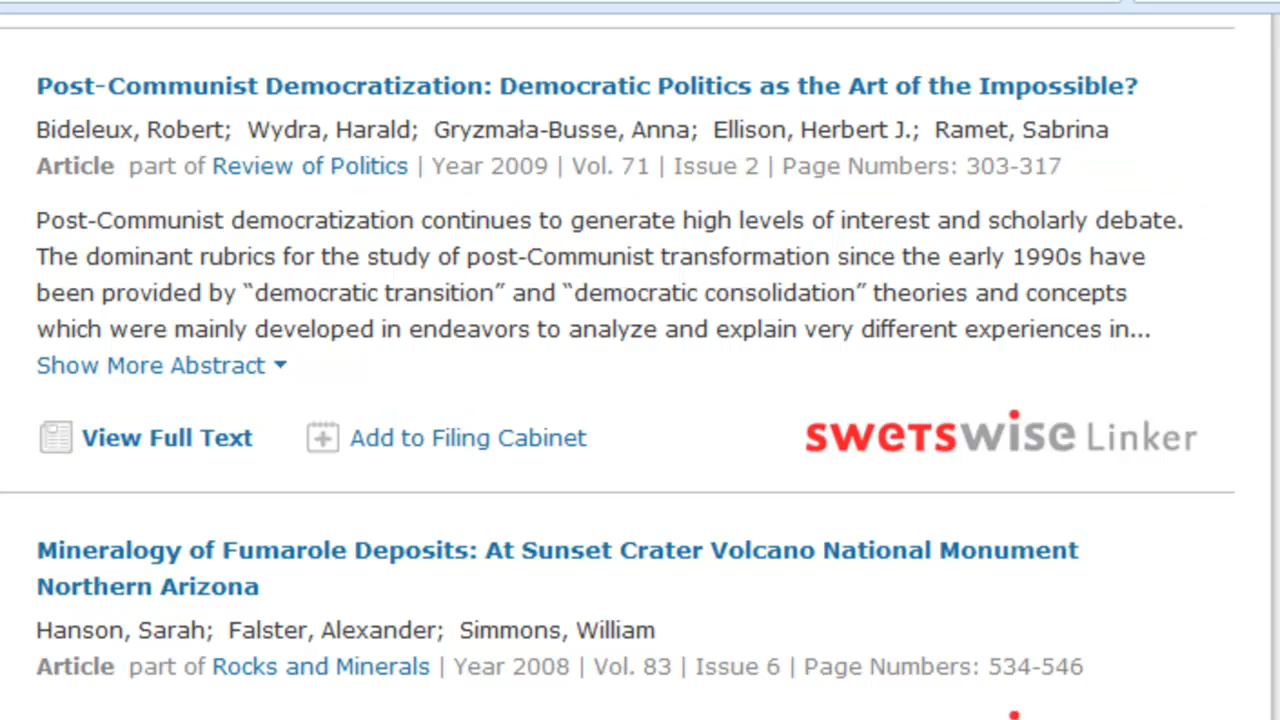 Post-Communist Democratization: Democratic Politics as the Art of the Impossible?
Bideleux, Robert; Wydra, Harald; Gryzmała-Busse, Anna; Ellison, Herbert J.; Ramet, Sabrina
Article part of Review of Politics | Year 2009 | Vol. 71 | Issue 2 | Page Numbers: 303-317
Post-Communist democratization continues to generate high levels of interest and scholarly debate.
The dominant rubrics for the study of post-Communist transformation since the early 1990s have
been provided by “democratic transition” and “democratic consolidation” theories and concepts
which were mainly developed in endeavors to analyze and explain very different experiences in...
Show More Abstract
View Full Text Add to Filing Cabinet swetswise Linker
Mineralogy of Fumarole Deposits: At Sunset Crater Volcano National Monument
Northern Arizona
Hanson, Sarah; Falster, Alexander; Simmons, William
Article part of Rocks and Minerals | Year 2008 | Vol. 83 | Issue 6 | Page Numbers: 534-546